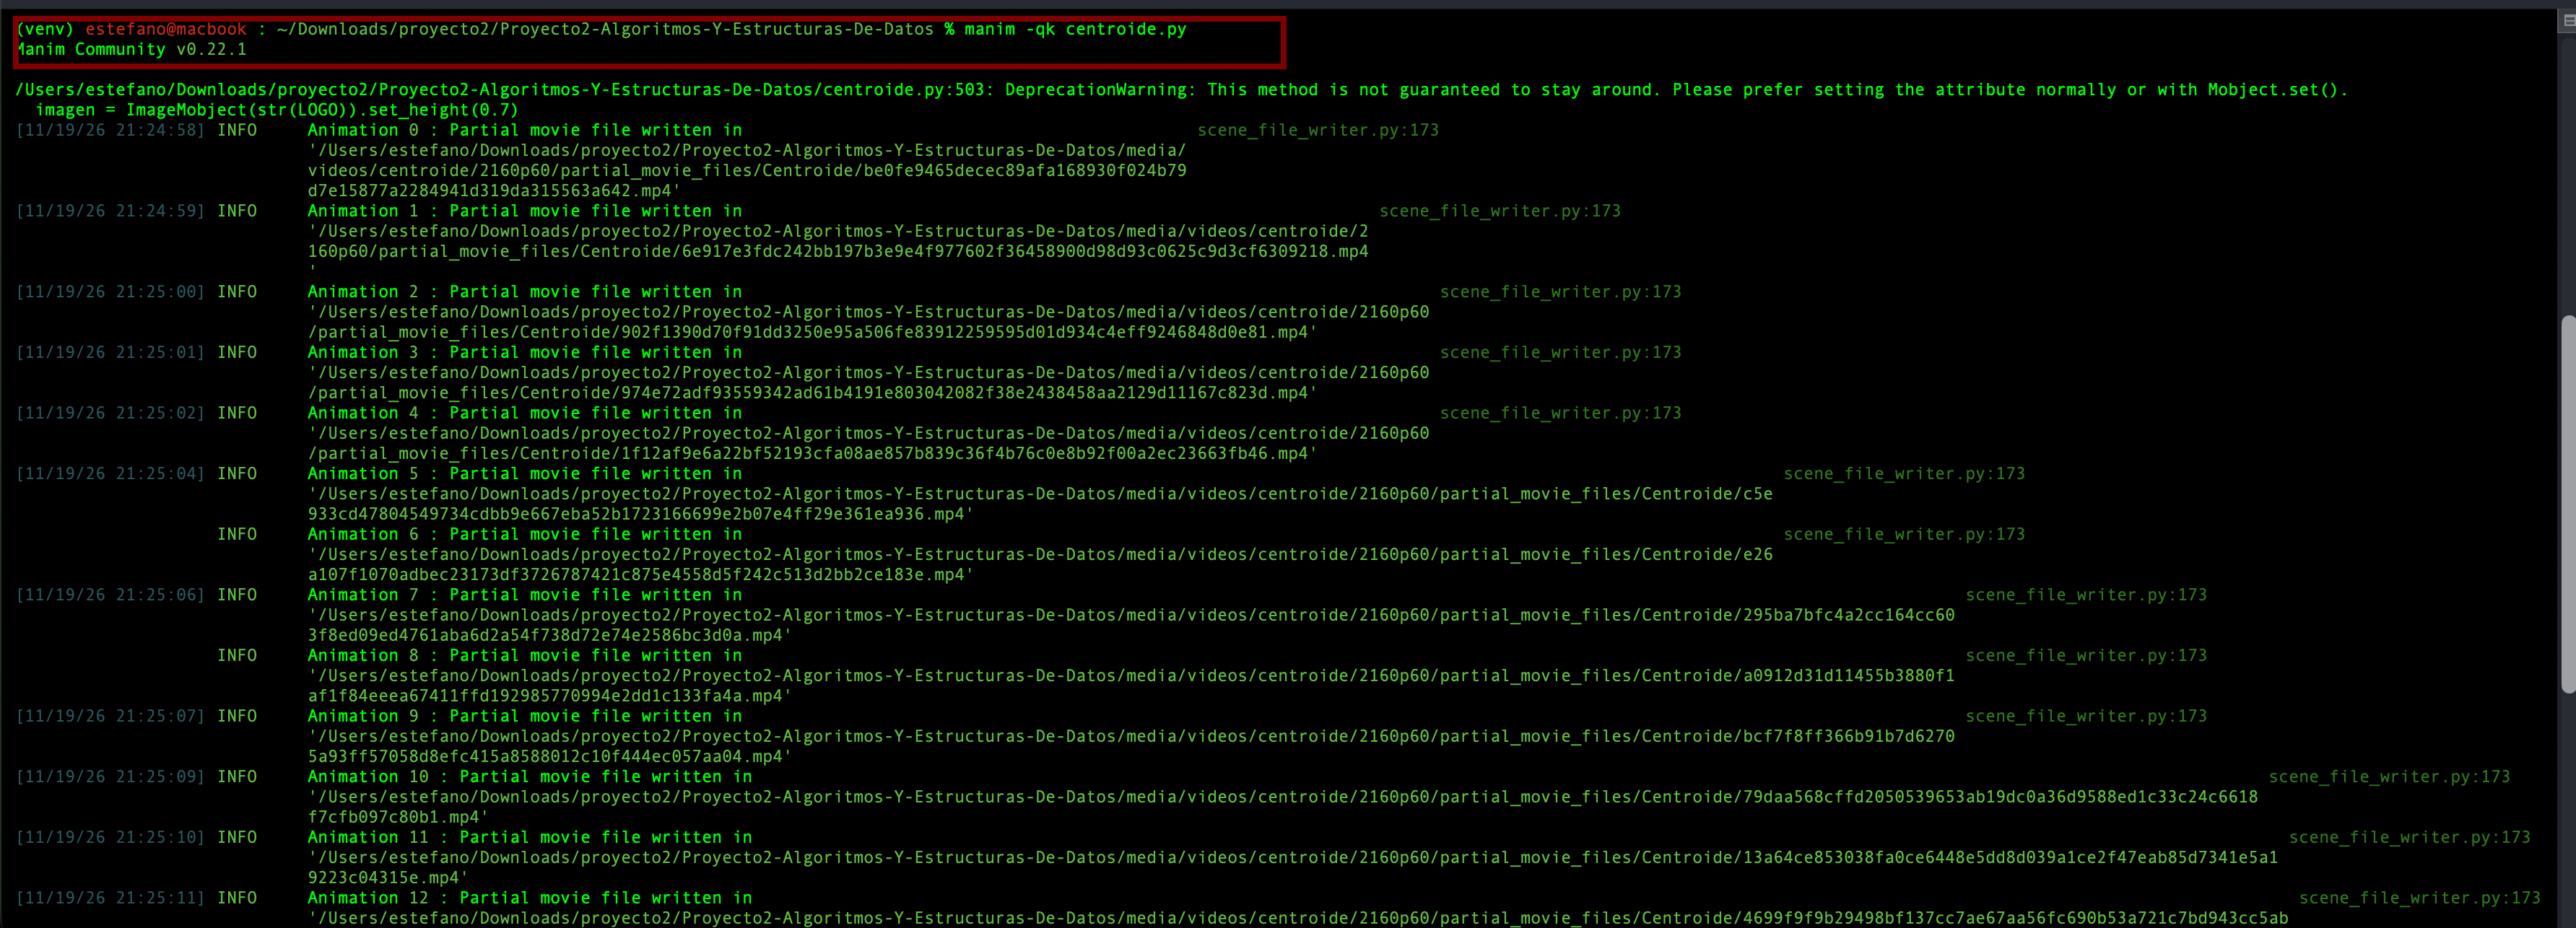 (venv) estefano@macbook : ~/Downloads/proyecto2/Proyecto2-Algoritmos-Y-Estructuras-De-Datos % manim -qk centroide.py
Manim Community v0.22.1
/Users/estefano/Downloads/proyecto2/Proyecto2-Algoritmos-Y-Estructuras-De-Datos/centroide.py:503: DeprecationWarning: This method is not guaranteed to stay around. Please prefer setting the attribute normally or with Mobject.set().
imagen = ImageMobject(str(LOGO)).set_height(0.7)
[11/19/26 21:24:58] INFO Animation 0 : Partial movie file written in scene_file_writer.py:173
'/Users/estefano/Downloads/proyecto2/Proyecto2-Algoritmos-Y-Estructuras-De-Datos/media/
videos/centroide/2160p60/partial_movie_files/Centroide/be0fe9465decec89afa168930f024b79
d7e15877a2284941d319da315563a642.mp4'
[11/19/26 21:24:59] INFO Animation 1 : Partial movie file written in scene_file_writer.py:173
'/Users/estefano/Downloads/proyecto2/Proyecto2-Algoritmos-Y-Estructuras-De-Datos/media/videos/centroide/2
160p60/partial_movie_files/Centroide/6e917e3fdc242bb197b3e9e4f977602f36458900d98d93c0625c9d3cf6309218.mp4
'
[11/19/26 21:25:00] INFO Animation 2 : Partial movie file written in scene_file_writer.py:173
'/Users/estefano/Downloads/proyecto2/Proyecto2-Algoritmos-Y-Estructuras-De-Datos/media/videos/centroide/2160p60
/partial_movie_files/Centroide/902f1390d70f91dd3250e95a506fe83912259595d01d934c4eff9246848d0e81.mp4'
[11/19/26 21:25:01] INFO Animation 3 : Partial movie file written in scene_file_writer.py:173
'/Users/estefano/Downloads/proyecto2/Proyecto2-Algoritmos-Y-Estructuras-De-Datos/media/videos/centroide/2160p60
/partial_movie_files/Centroide/974e72adf93559342ad61b4191e803042082f38e2438458aa2129d11167c823d.mp4'
[11/19/26 21:25:02] INFO Animation 4 : Partial movie file written in scene_file_writer.py:173
'/Users/estefano/Downloads/proyecto2/Proyecto2-Algoritmos-Y-Estructuras-De-Datos/media/videos/centroide/2160p60
/partial_movie_files/Centroide/1f12af9e6a22bf52193cfa08ae857b839c36f4b76c0e8b92f00a2ec23663fb46.mp4'
[11/19/26 21:25:04] INFO Animation 5 : Partial movie file written in scene_file_writer.py:173
'/Users/estefano/Downloads/proyecto2/Proyecto2-Algoritmos-Y-Estructuras-De-Datos/media/videos/centroide/2160p60/partial_movie_files/Centroide/c5e
933cd47804549734cdbb9e667eba52b1723166699e2b07e4ff29e361ea936.mp4'
INFO Animation 6 : Partial movie file written in scene_file_writer.py:173
'/Users/estefano/Downloads/proyecto2/Proyecto2-Algoritmos-Y-Estructuras-De-Datos/media/videos/centroide/2160p60/partial_movie_files/Centroide/e26
a107f1070adbec23173df3726787421c875e4558d5f242c513d2bb2ce183e.mp4'
[11/19/26 21:25:06] INFO Animation 7 : Partial movie file written in scene_file_writer.py:173
'/Users/estefano/Downloads/proyecto2/Proyecto2-Algoritmos-Y-Estructuras-De-Datos/media/videos/centroide/2160p60/partial_movie_files/Centroide/295ba7bfc4a2cc164cc60
3f8ed09ed4761aba6d2a54f738d72e74e2586bc3d0a.mp4'
INFO Animation 8 : Partial movie file written in scene_file_writer.py:173
'/Users/estefano/Downloads/proyecto2/Proyecto2-Algoritmos-Y-Estructuras-De-Datos/media/videos/centroide/2160p60/partial_movie_files/Centroide/a0912d31d11455b3880f1
af1f84eeea67411ffd192985770994e2dd1c133fa4a.mp4'
[11/19/26 21:25:07] INFO Animation 9 : Partial movie file written in scene_file_writer.py:173
'/Users/estefano/Downloads/proyecto2/Proyecto2-Algoritmos-Y-Estructuras-De-Datos/media/videos/centroide/2160p60/partial_movie_files/Centroide/bcf7f8ff366b91b7d6270
5a93ff57058d8efc415a8588012c10f444ec057aa04.mp4'
[11/19/26 21:25:09] INFO Animation 10 : Partial movie file written in scene_file_writer.py:173
'/Users/estefano/Downloads/proyecto2/Proyecto2-Algoritmos-Y-Estructuras-De-Datos/media/videos/centroide/2160p60/partial_movie_files/Centroide/79daa568cffd2050539653ab19dc0a36d9588ed1c33c24c6618
f7cfb097c80b1.mp4'
[11/19/26 21:25:10] INFO Animation 11 : Partial movie file written in scene_file_writer.py:173
'/Users/estefano/Downloads/proyecto2/Proyecto2-Algoritmos-Y-Estructuras-De-Datos/media/videos/centroide/2160p60/partial_movie_files/Centroide/13a64ce853038fa0ce6448e5dd8d039a1ce2f47eab85d7341e5a1
9223c04315e.mp4'
[11/19/26 21:25:11] INFO Animation 12 : Partial movie file written in scene_file_writer.py:173
'/Users/estefano/Downloads/proyecto2/Proyecto2-Algoritmos-Y-Estructuras-De-Datos/media/videos/centroide/2160p60/partial_movie_files/Centroide/4699f9f9b29498bf137cc7ae67aa56fc690b53a721c7bd943cc5ab